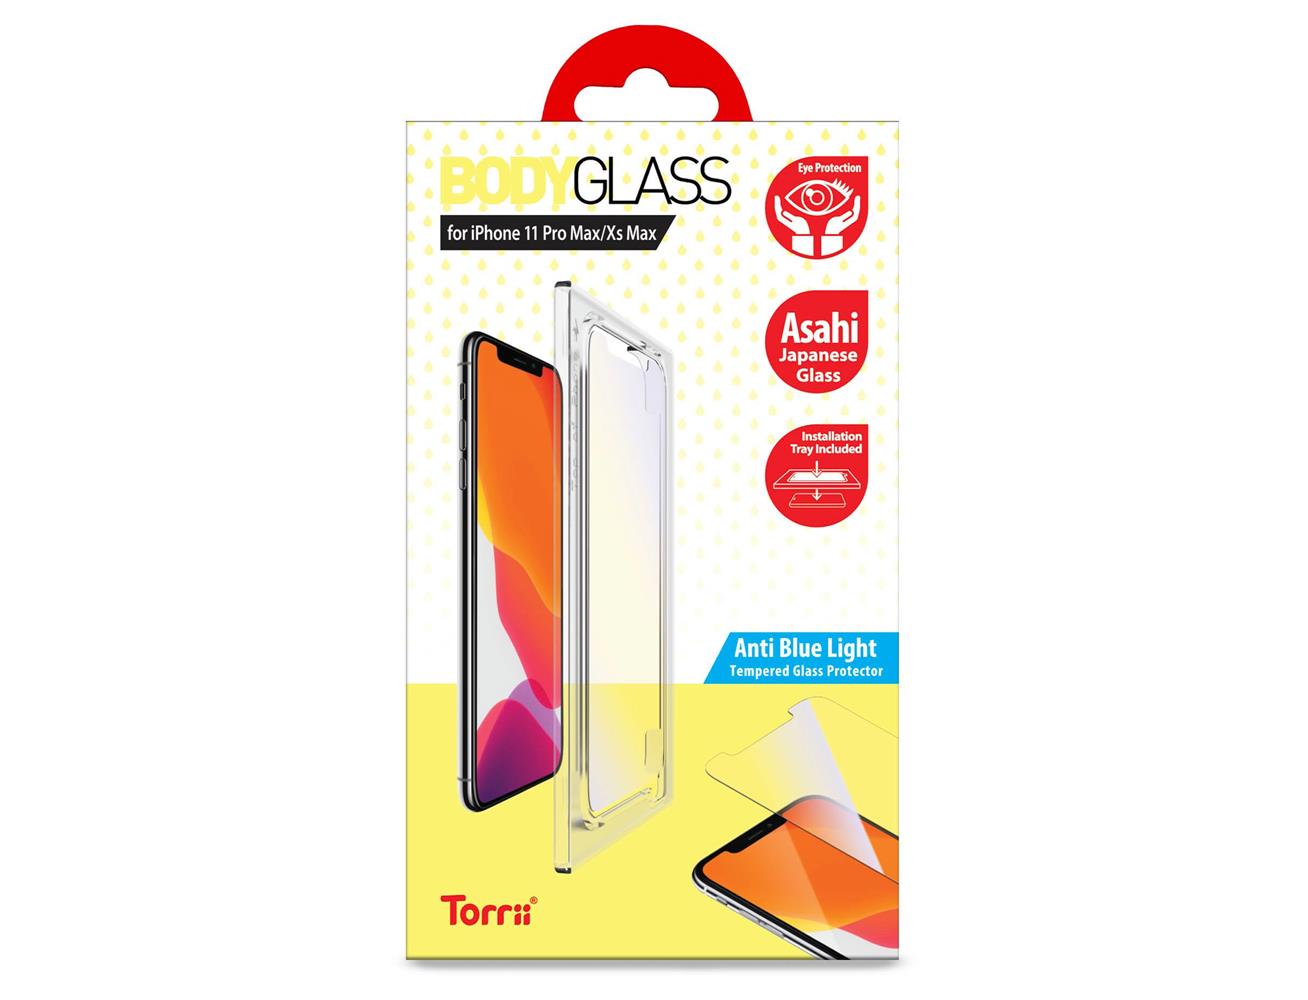 BODYGLASS
for iPhone 11 Pro Max/Xs Max
Eye Protection
Asahi
Japanese
Glass
Installation
Tray Included
Anti Blue Light
Tempered Glass Protector
Torrii®